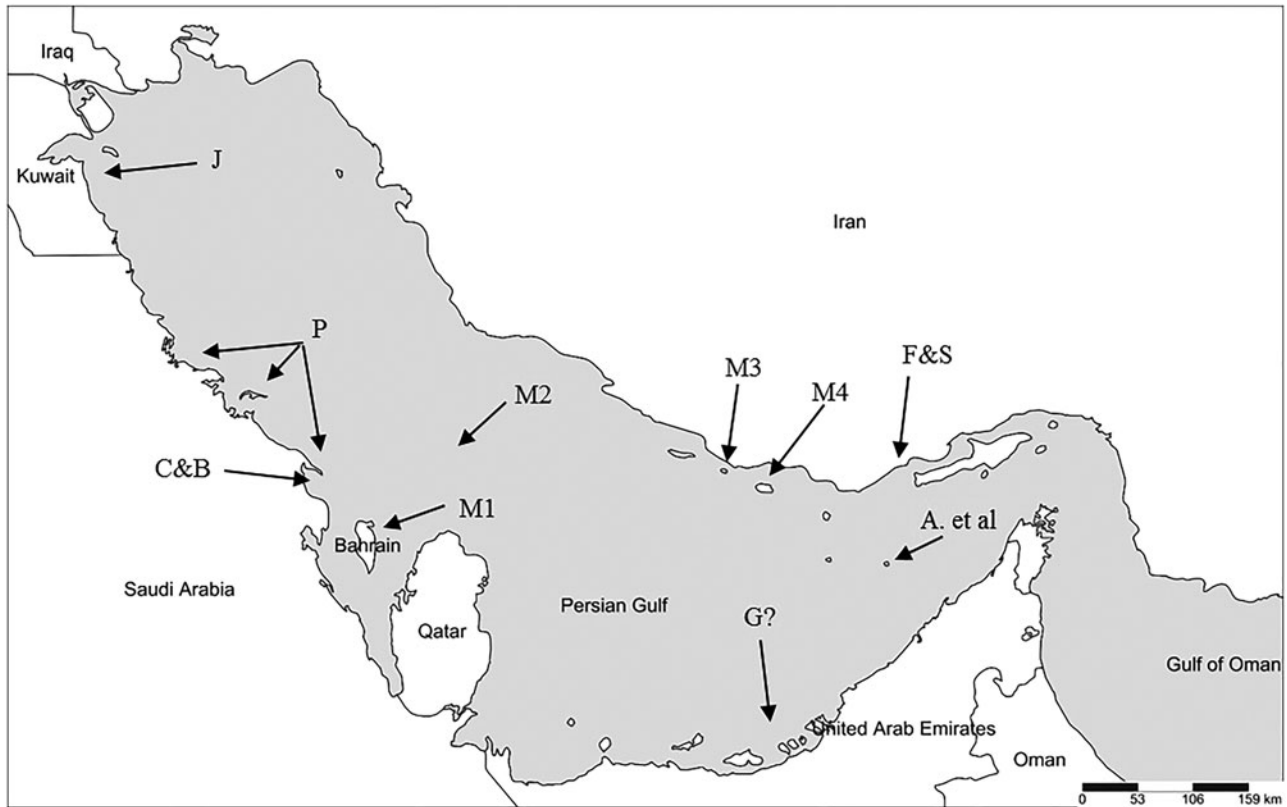 Iraq
J
Kuwait
Iran
P
F&S
M3
M2
M4
C&B
M1
A. et al
Bahrain
Saudi Arabia
Persian Gulf
G?
Qatar
Gulf of Oman
United Arab Emirates
Oman
0 53 106 159 km